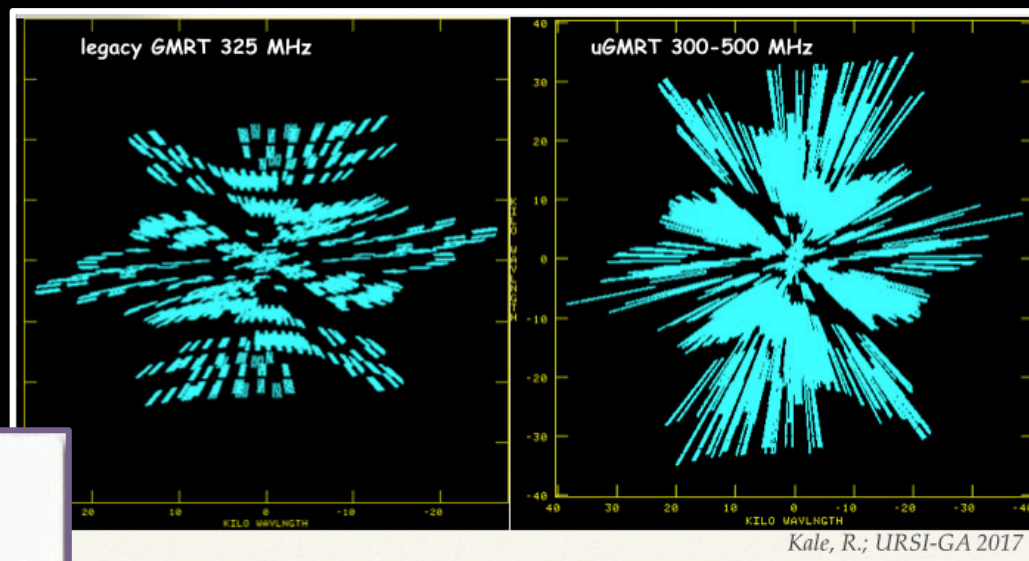 legacy GMRT 325 MHz
uGMRT 300-500 MHz
40
30
20
10
0
-10
-20
-30
-40
20 10 0 -10 -20
KILO WAVLNGTH
40 30 20 10 0 -10 -20 -30 -40
KILO WAVLNGTH
Kale, R.; URSI-GA 2017